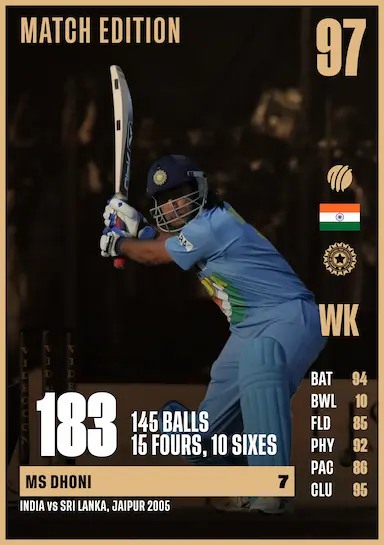 MATCH EDITION
97
WK
BAT 94
BWL 10
FLD 85
PHY 92
PAC 86
CLU 95
183
145 BALLS
15 FOURS, 10 SIXES
MS DHONI 7
INDIA vs SRI LANKA, JAIPUR 2005